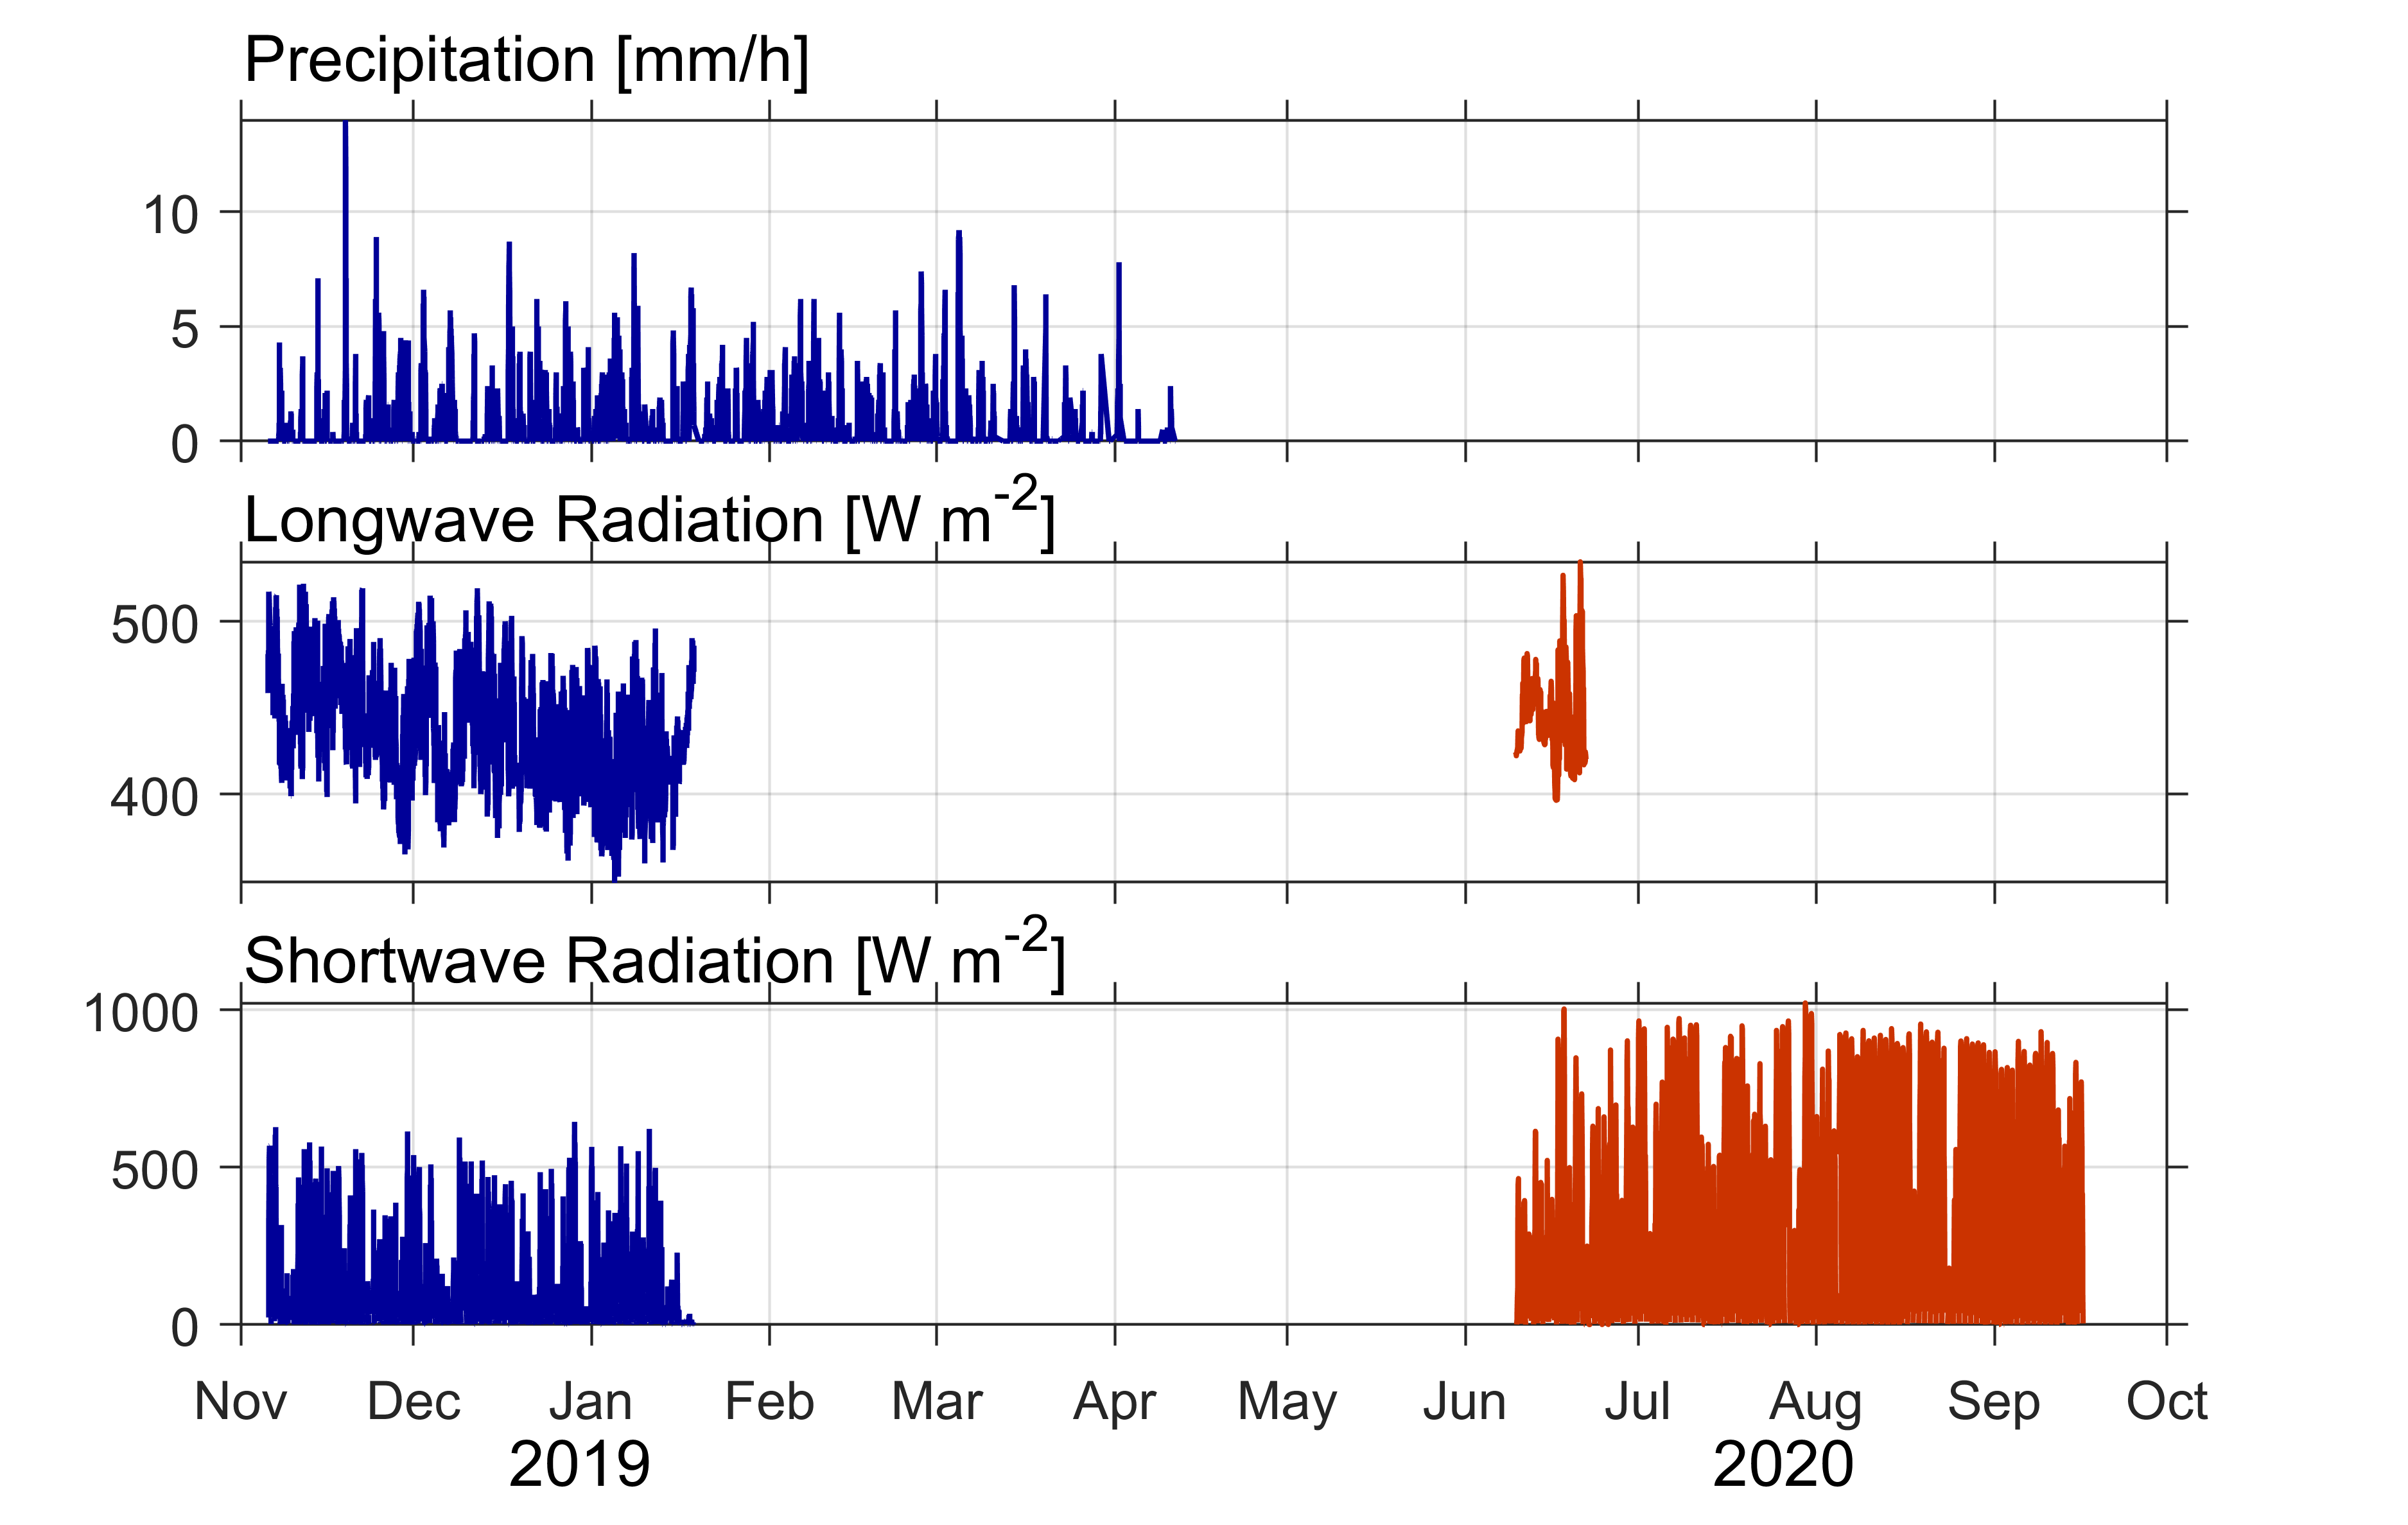 Precipitation [mm/h]
10
5
0
Longwave Radiation [W m-2]
500
400
Shortwave Radiation [W m-2]
1000
500
0
Nov Dec Jan Feb Mar Apr May Jun Jul Aug Sep Oct
2019 2020